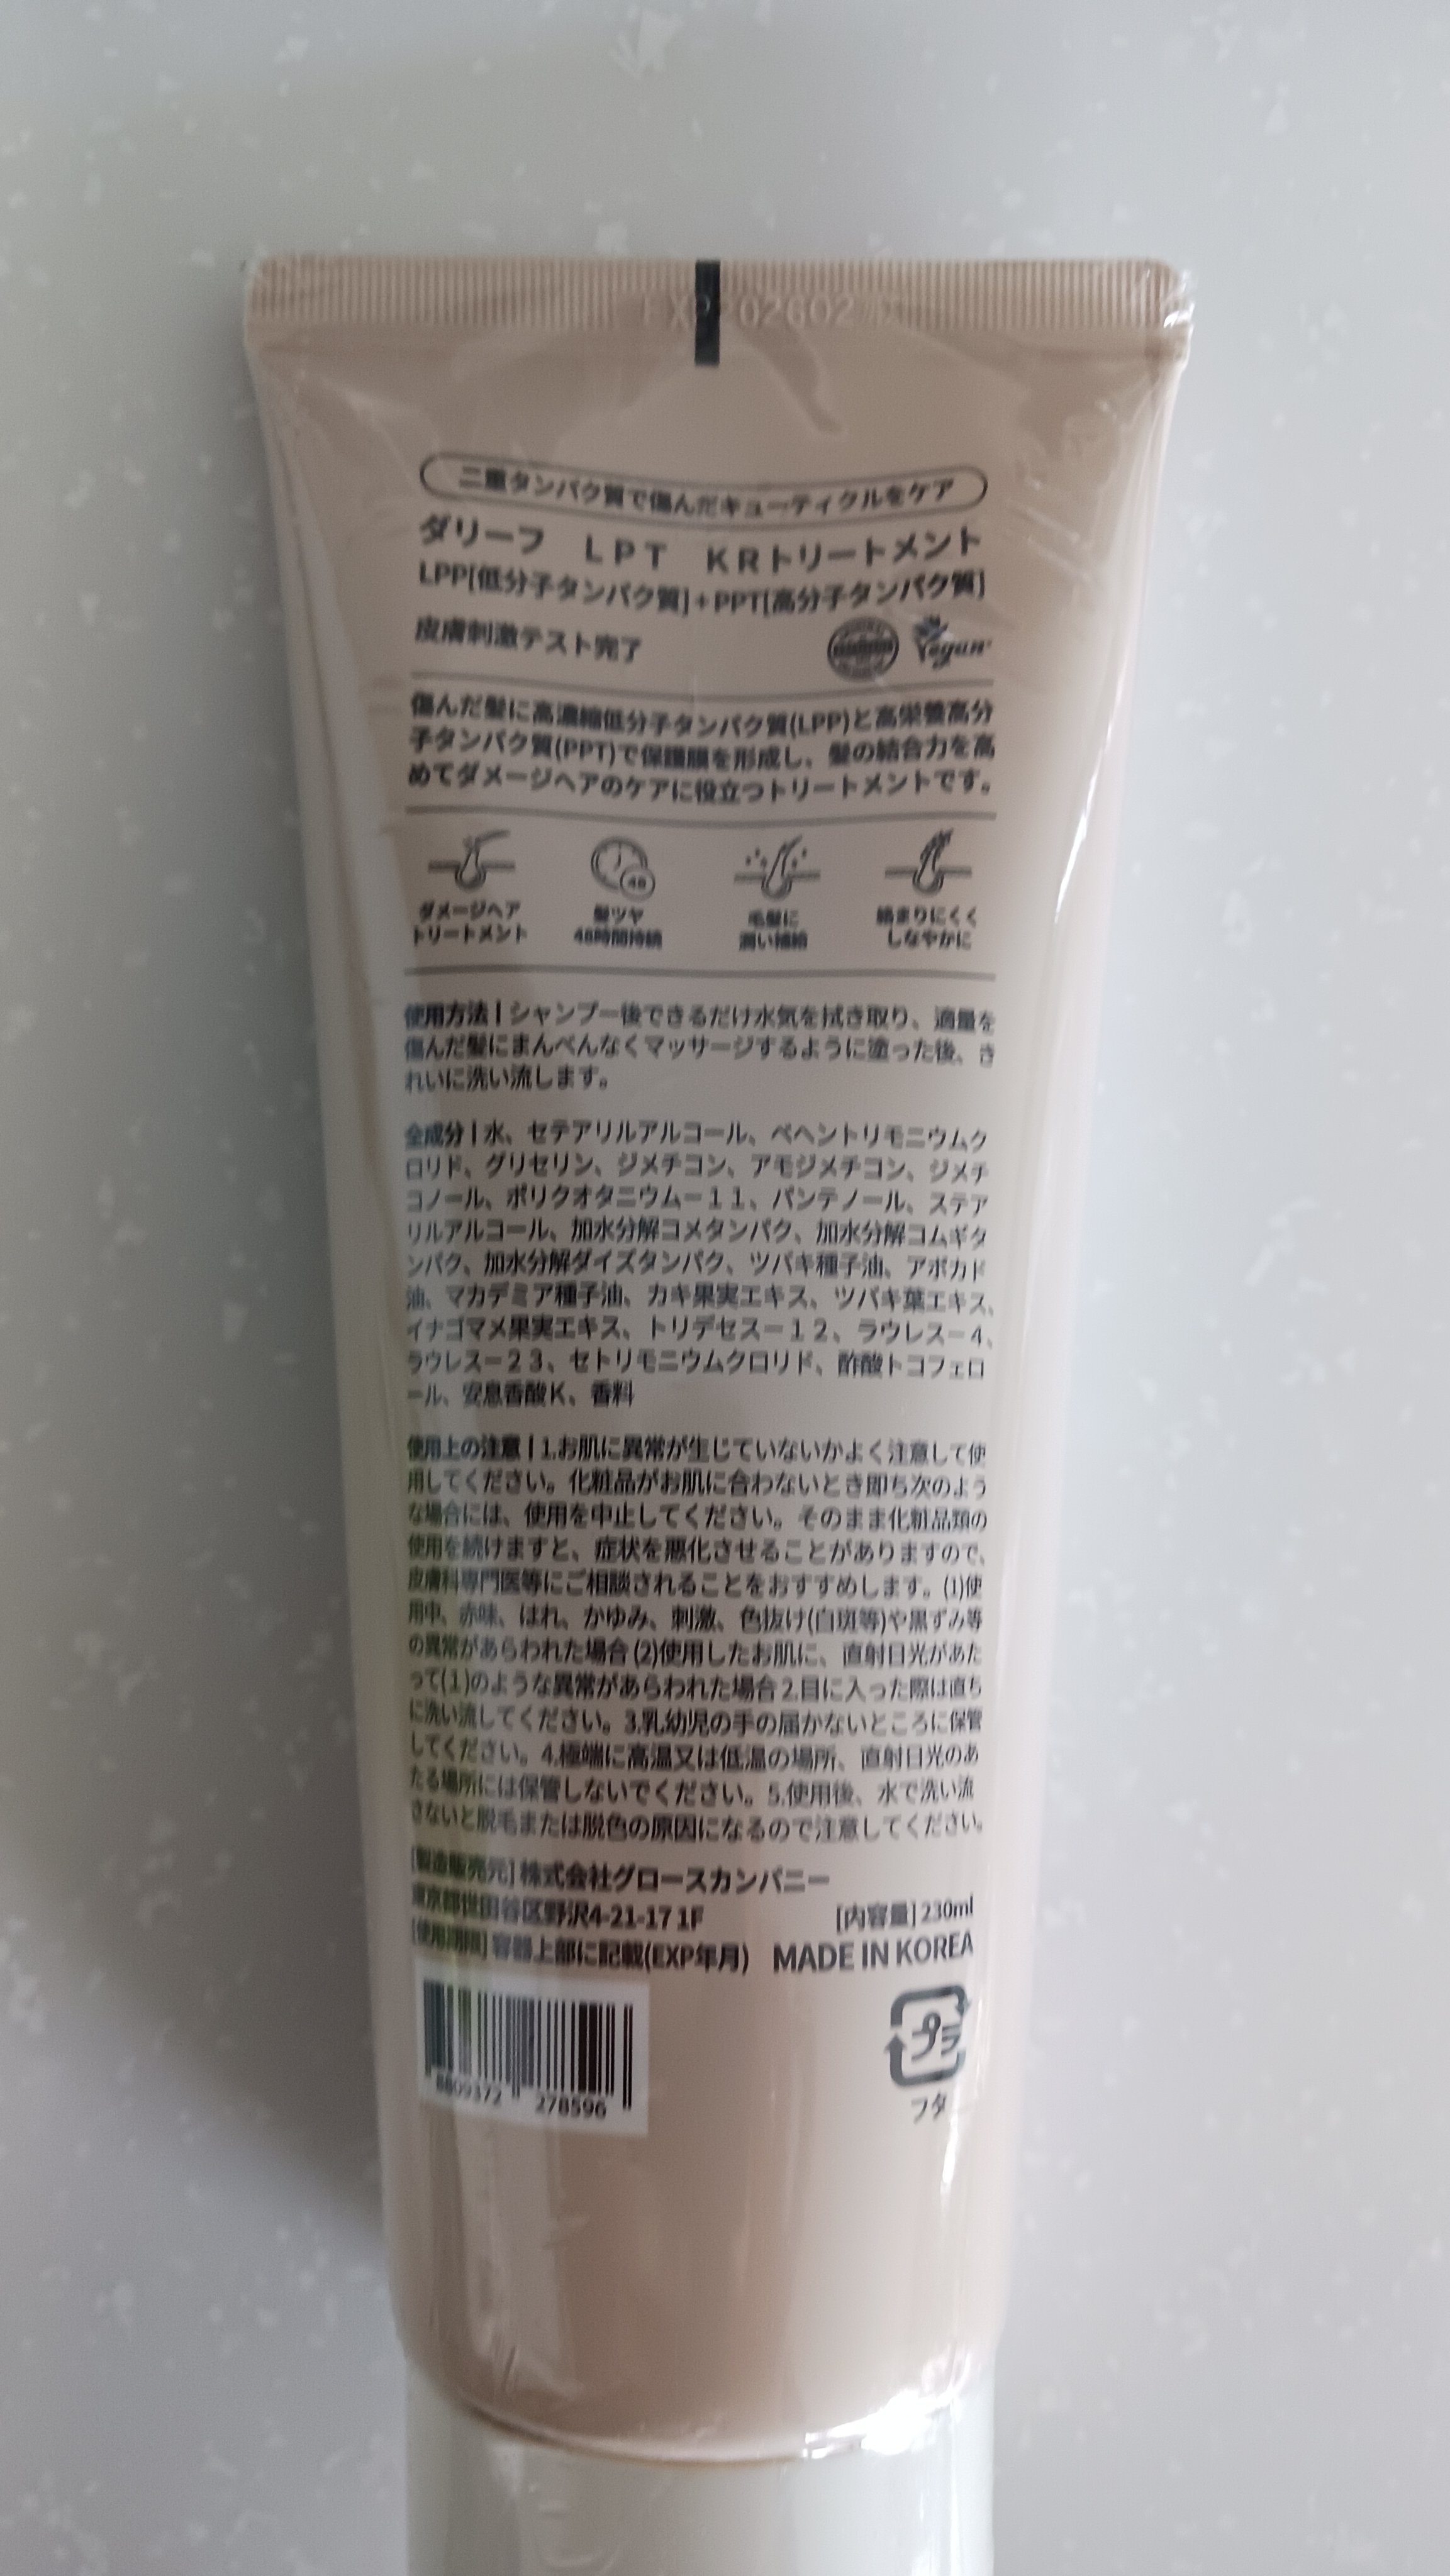 EXP 202602
二重タンパク質で傷んだキューティクルをケア
ダリーフ LPT KRトリートメント
LPP[低分子タンパク質]+PPT[高分子タンパク質]
皮膚刺激テスト完了
Vegan
傷んだ髪に高濃縮低分子タンパク質(LPP)と高栄養高分
子タンパク質(PPT)で保護膜を形成し、髪の結合力を高
めてダメージヘアのケアに役立つトリートメントです。
48
ダメージヘア
トリートメント
髪ツヤ
48時間持続
毛髪に
潤い補給
絡まりにくく
しなやかに
使用方法 | シャンプー後できるだけ水気を拭き取り、適量を
傷んだ髪にまんべんなくマッサージするように塗った後、き
れいに洗い流します。
全成分 | 水、セテアリルアルコール、ベヘントリモニウムク
ロリド、グリセリン、ジメチコン、アモジメチコン、ジメチ
コノール、ポリクオタニウムー11、パンテノール、ステア
リルアルコール、加水分解コメタンパク、加水分解コムギタ
ンパク、加水分解ダイズタンパク、ツバキ種子油、アボカド
油、マカデミア種子油、カキ果実エキス、ツバキ葉エキス、
イナゴマメ果実エキス、トリデセスー12、ラウレスー4、
ラウレスー23、セトリモニウムクロリド、酢酸トコフェロ
ール、安息香酸K、香料
使用上の注意 | 1.お肌に異常が生じていないかよく注意して使
用してください。化粧品がお肌に合わないとき即ち次のよう
な場合には、使用を中止してください。そのまま化粧品類の
使用を続けますと、症状を悪化させることがありますので、
皮膚科専門医等にご相談されることをおすすめします。(1)使
用中、赤味、はれ、かゆみ、刺激、色抜け(白斑等)や黒ずみ等
の異常があらわれた場合 (2)使用したお肌に、直射日光があた
って(1)のような異常があらわれた場合 2.目に入った際は直ち
に洗い流してください。3.乳幼児の手の届かないところに保管
してください。4.極端に高温又は低温の場所、直射日光のあ
たる場所には保管しないでください。5.使用後、水で洗い流
さないと脱毛または脱色の原因になるので注意してください。
[製造販売元] 株式会社グロースカンパニー
東京都世田谷区野沢4-21-17 1F [内容量] 230ml
[使用期間] 容器上部に記載(EXP年月) MADE IN KOREA
8809372 278596
プラ
フタ